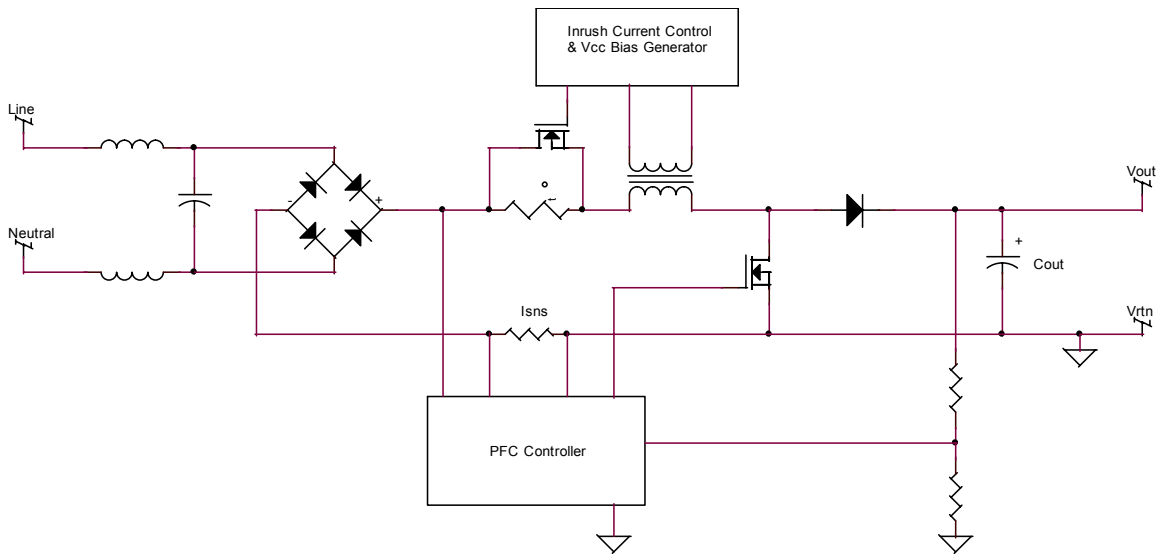 Inrush Current Control
& Vcc Bias Generator
Line
Neutral
-
+
Vout
+
Cout
Isns
Vrtn
PFC Controller